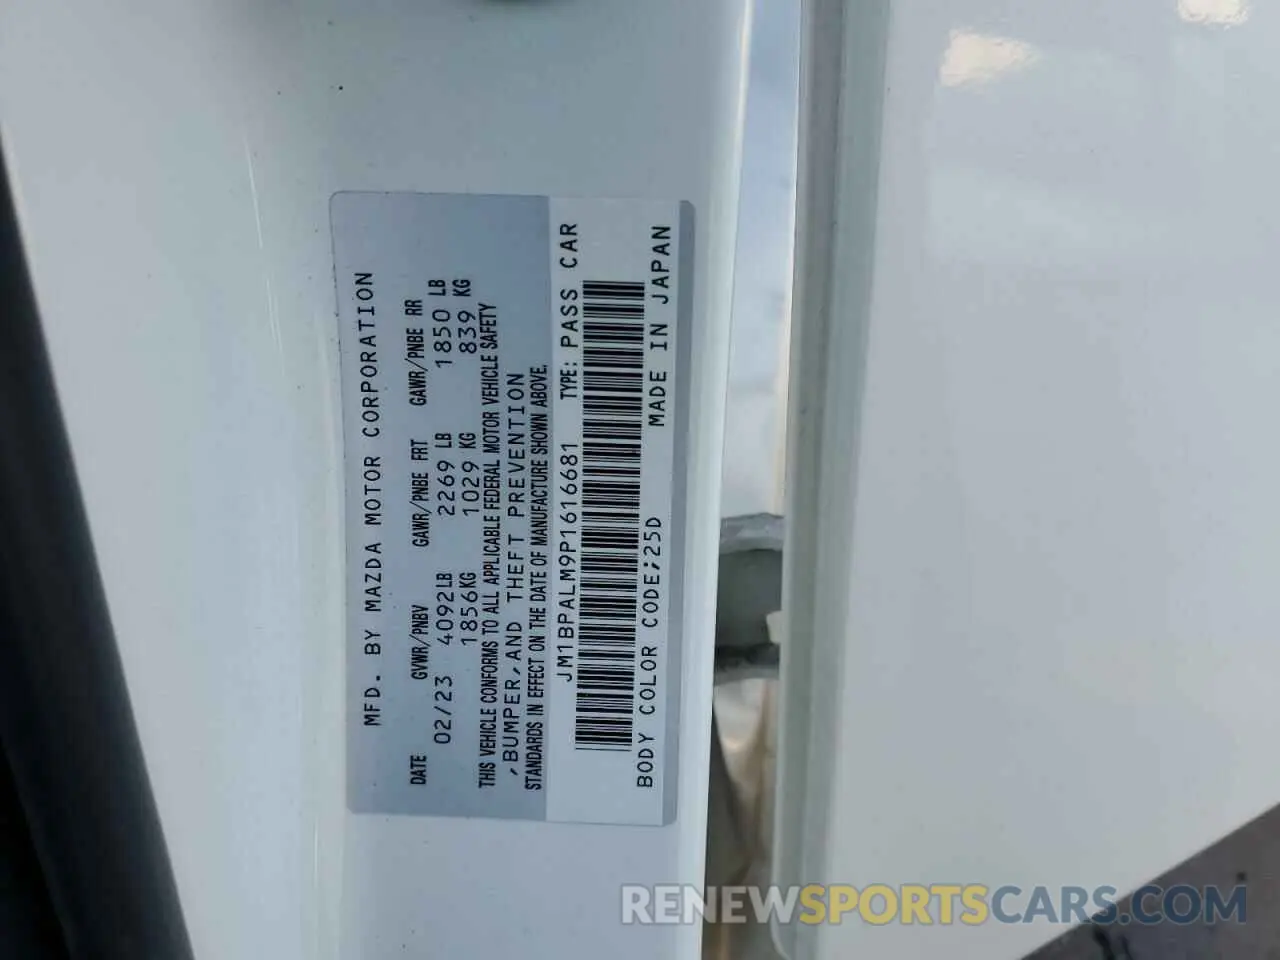 MFD. BY MAZDA MOTOR CORPORATION
DATE GVWR/PNBV GAWR/PNBE FRT GAWR/PNBE RR
02/23 4092LB 2269 LB 1850 LB
1856KG 1029 KG 839 KG
THIS VEHICLE CONFORMS TO ALL APPLICABLE FEDERAL MOTOR VEHICLE SAFETY
, BUMPER, AND THEFT PREVENTION
STANDARDS IN EFFECT ON THE DATE OF MANUFACTURE SHOWN ABOVE.
JM1BPALM9P1616681 TYPE: PASS CAR
BODY COLOR CODE;25D MADE IN JAPAN
RENEWSPORTSCARS.COM